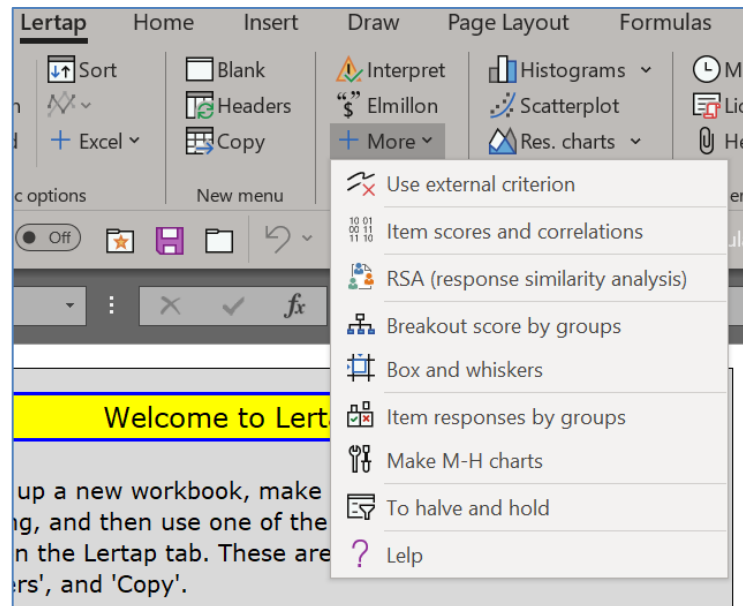 Lertap Home Insert Draw Page Layout Formulas
Sort Blank Interpret Histograms
Headers Elmillon Scatterplot
+ Excel Copy + More Res. charts
c options New menu
Use external criterion
Off Item scores and correlations
RSA (response similarity analysis)
fx Breakout score by groups
Box and whiskers
Welcome to Lert
Item responses by groups
Make M-H charts
up a new workbook, make
To halve and hold
ng, and then use one of the
n the Lertap tab. These are
? Lelp
ers', and 'Copy'.